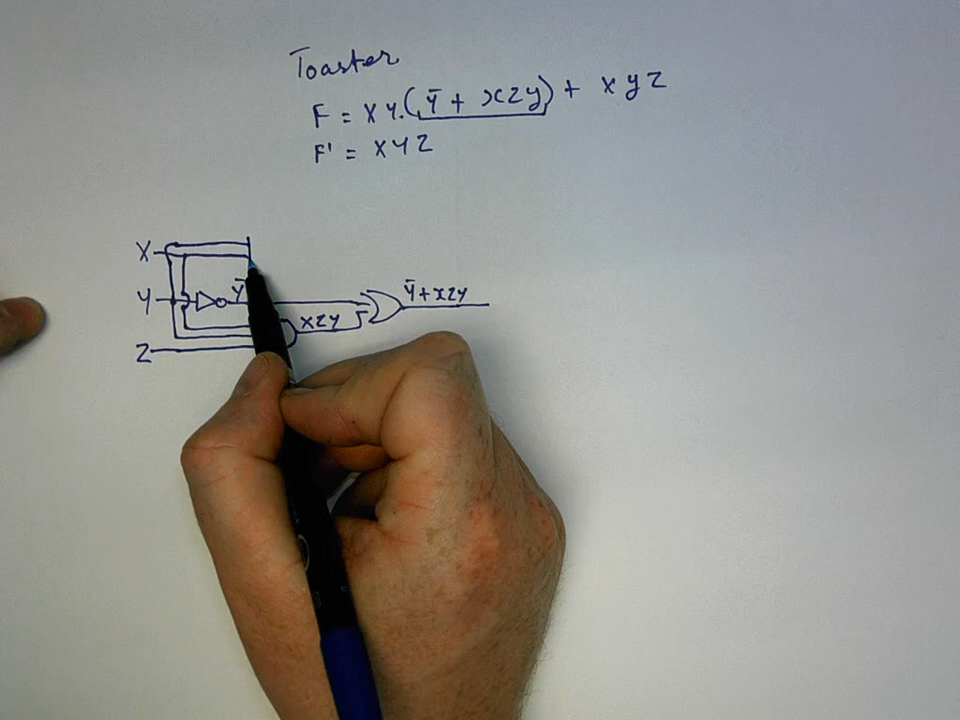 Toaster
F = XY.(Ȳ + XZY) + XYZ
F' = XYZ
X
Y Ȳ Ȳ+XZY
XZY
Z